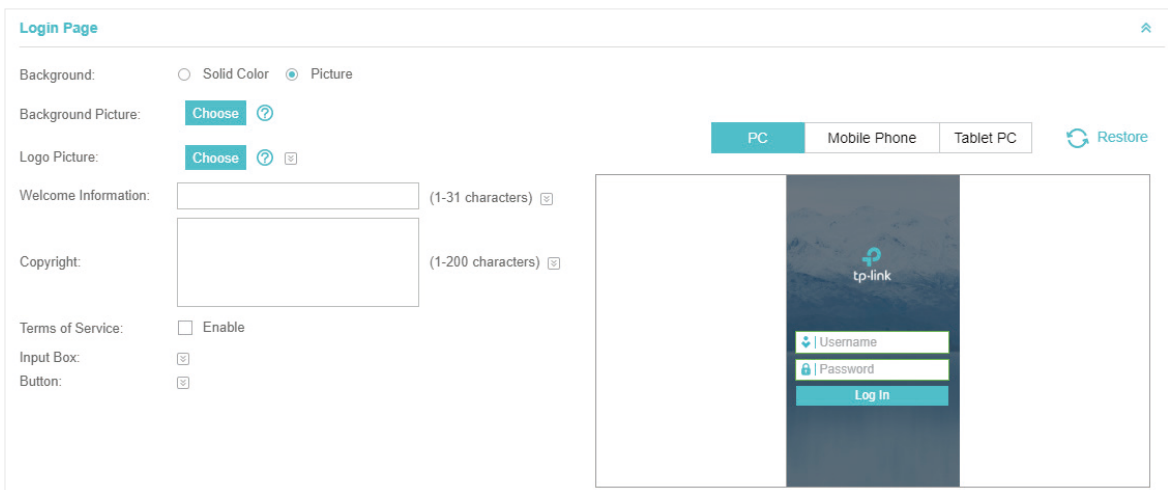 Login Page
Background: Solid Color Picture
Background Picture: Choose ?
Logo Picture: Choose ?
Welcome Information: (1-31 characters)
Copyright: (1-200 characters)
Terms of Service: Enable
Input Box:
Button:
PC Mobile Phone Tablet PC Restore
tp-link
Username
Password
Log In